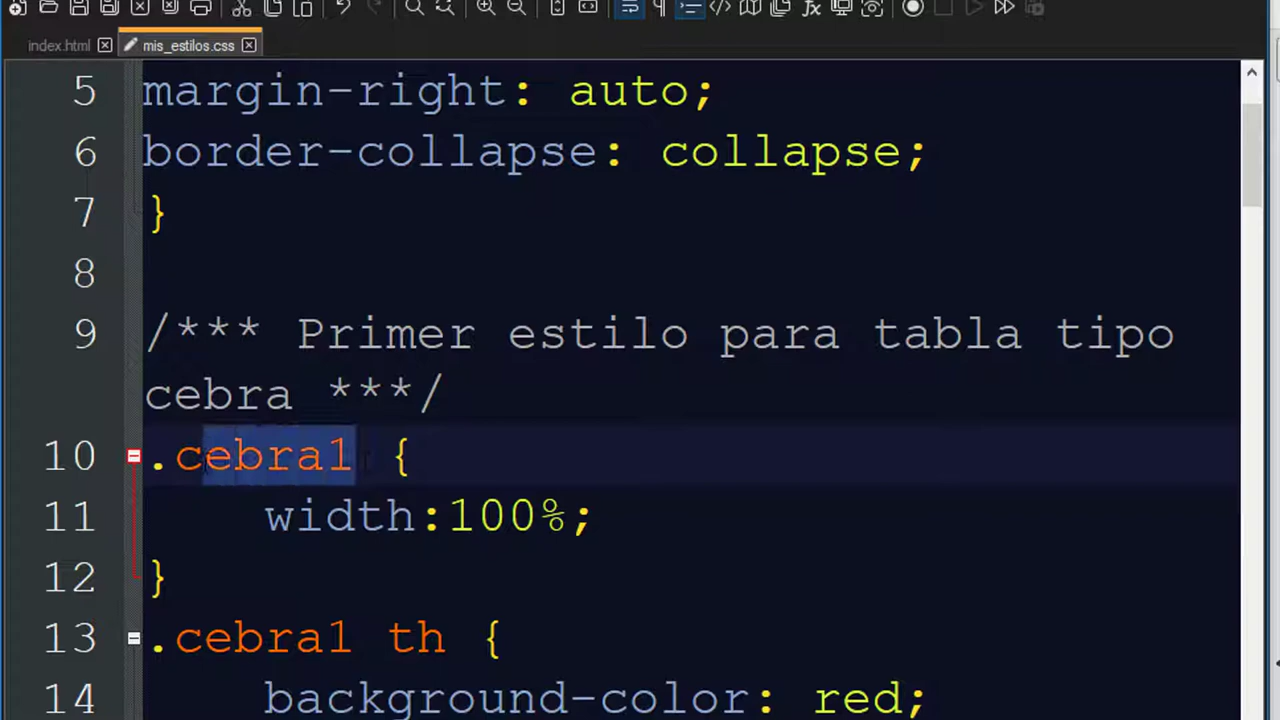 index.html
mis_estilos.css
5 margin-right: auto;
6 border-collapse: collapse;
7 }
8
9 /*** Primer estilo para tabla tipo
cebra ***/
10 .cebra1 {
11 width:100%;
12 }
13 .cebra1 th {
14 background-color: red;